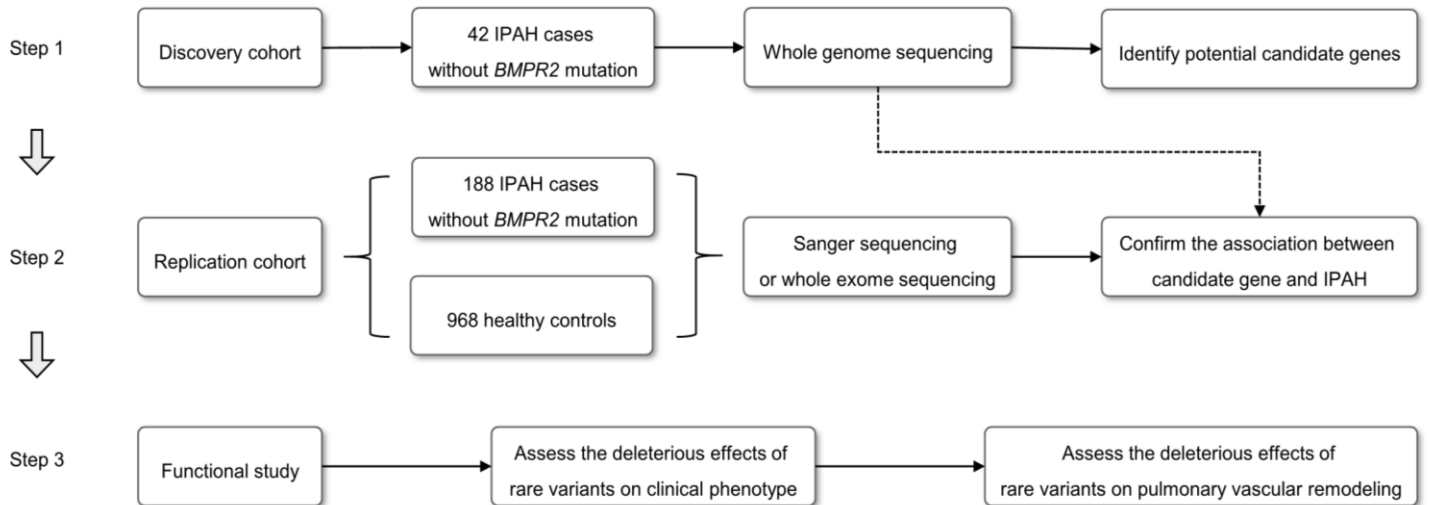 Step 1
Discovery cohort
42 IPAH cases
without BMPR2 mutation
Whole genome sequencing
Identify potential candidate genes
Step 2
Replication cohort
188 IPAH cases
without BMPR2 mutation
968 healthy controls
Sanger sequencing
or whole exome sequencing
Confirm the association between
candidate gene and IPAH
Step 3
Functional study
Assess the deleterious effects of
rare variants on clinical phenotype
Assess the deleterious effects of
rare variants on pulmonary vascular remodeling